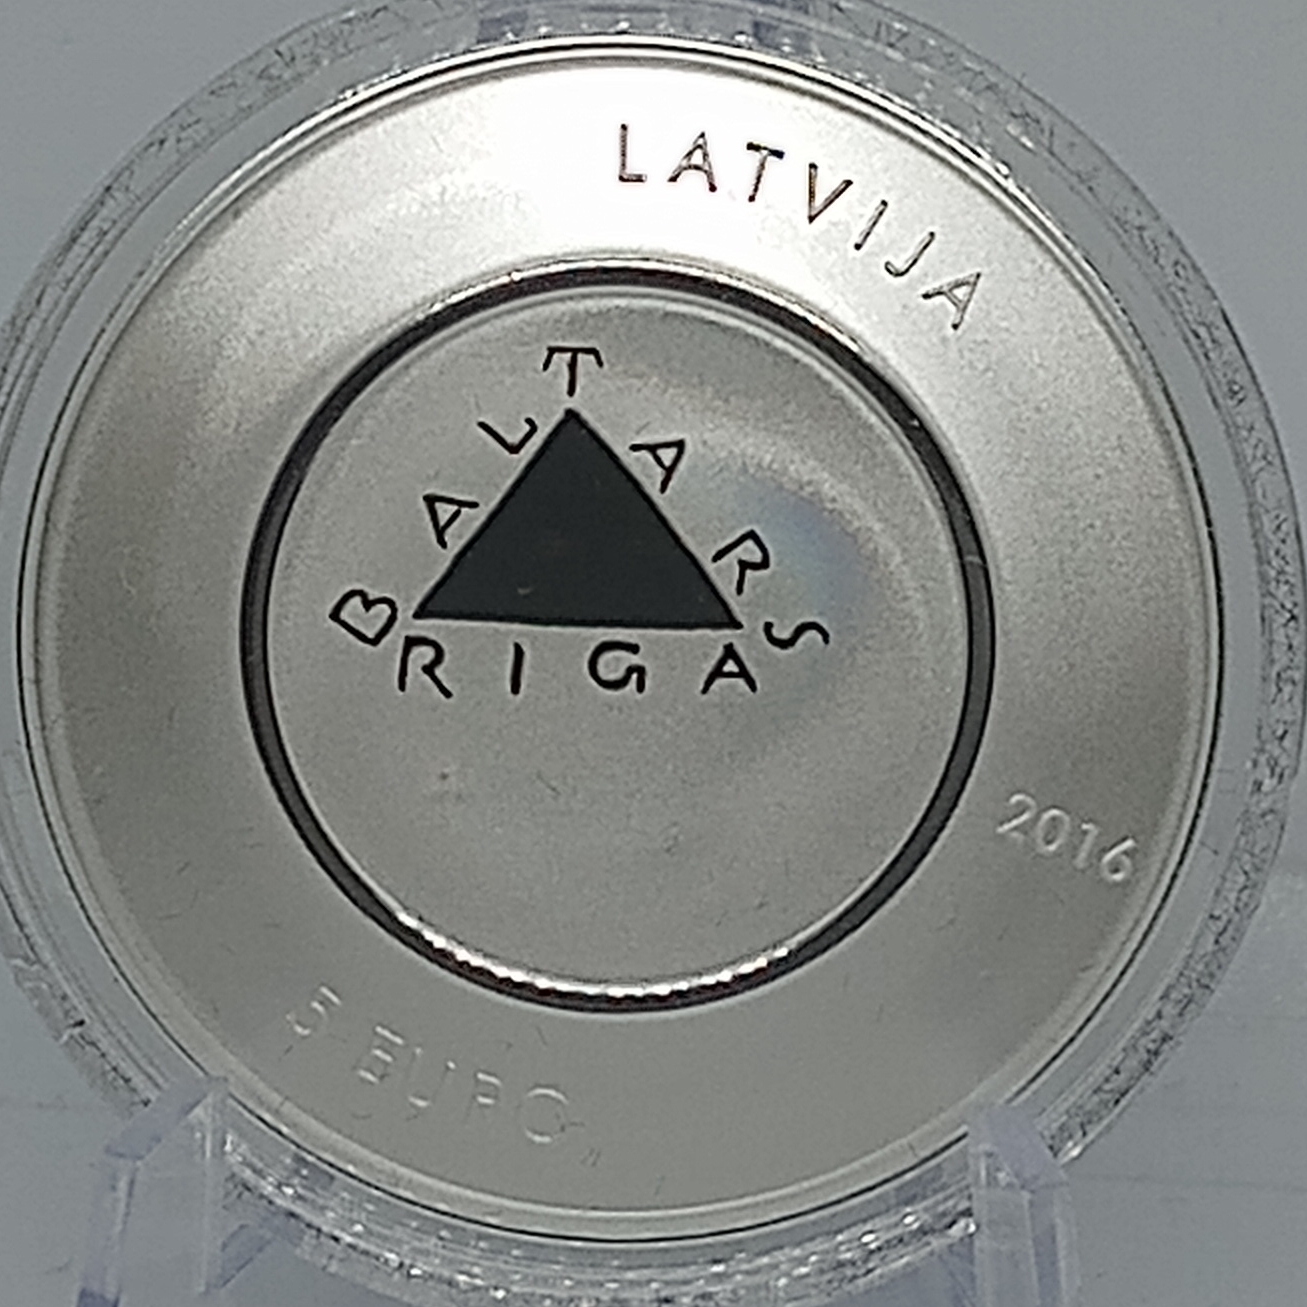 LATVIJA
BALTARS
RIGA
2016
5 EURO